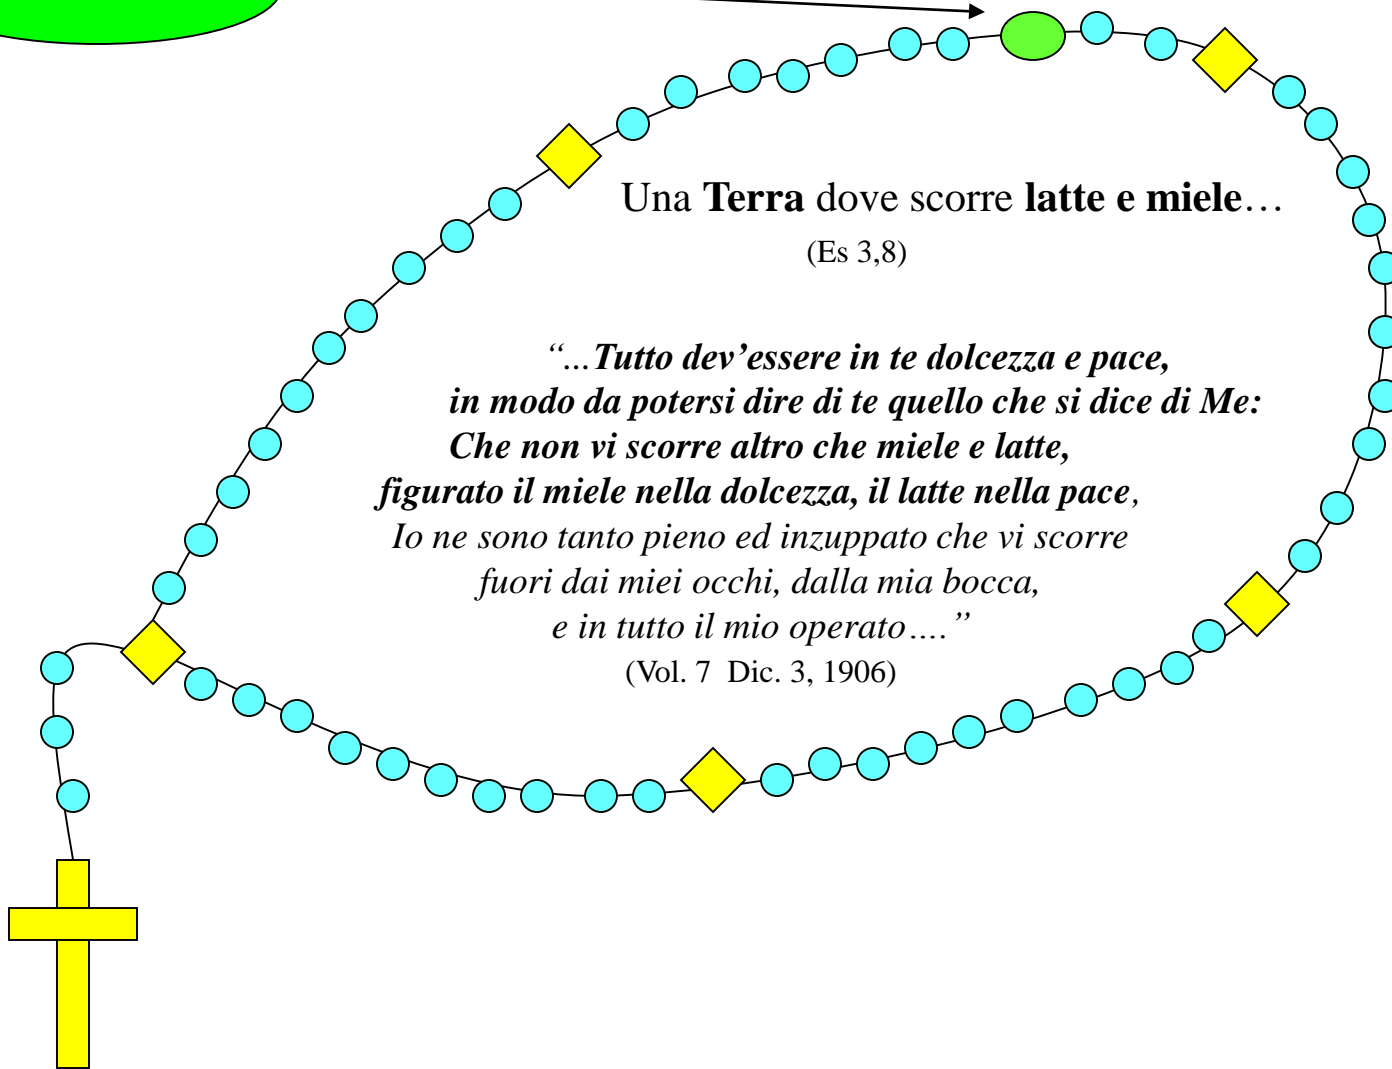 Una Terra dove scorre latte e miele…
(Es 3,8)
“...Tutto dev’essere in te dolcezza e pace,
in modo da potersi dire di te quello che si dice di Me:
Che non vi scorre altro che miele e latte,
figurato il miele nella dolcezza, il latte nella pace,
Io ne sono tanto pieno ed inzuppato che vi scorre
fuori dai miei occhi, dalla mia bocca,
e in tutto il mio operato….”
(Vol. 7  Dic. 3, 1906)